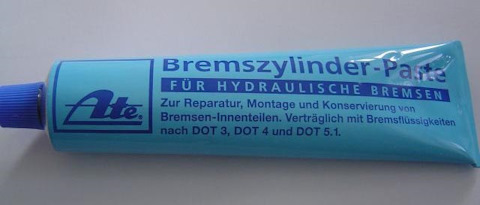 Bremszylinder-Paste
FÜR HYDRAULISCHE BREMSEN
Ate
Zur Reparatur, Montage und Konservierung von
Bremsen-Innenteilen. Verträglich mit Bremsflüssigkeiten
nach DOT 3, DOT 4 und DOT 5.1.